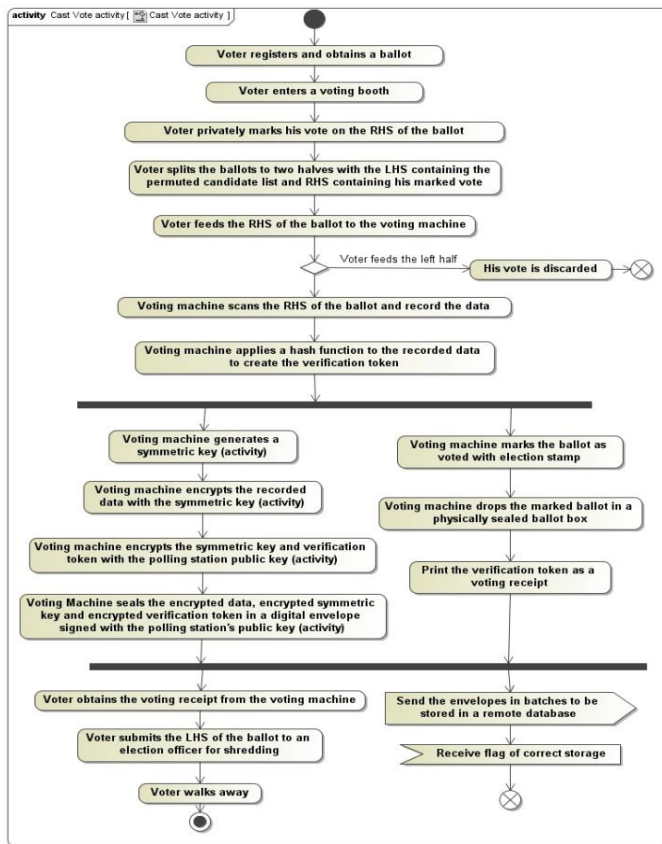 activity Cast Vote activity [ Cast Vote activity ]
Voter registers and obtains a ballot
Voter enters a voting booth
Voter privately marks his vote on the RHS of the ballot
Voter splits the ballots to two halves with the LHS containing the
permuted candidate list and RHS containing his marked vote
Voter feeds the RHS of the ballot to the voting machine
Voter feeds the left half
His vote is discarded
Voting machine scans the RHS of the ballot and record the data
Voting machine applies a hash function to the recorded data
to create the verification token
Voting machine generates a
symmetric key (activity)
Voting machine encrypts the recorded
data with the symmetric key (activity)
Voting machine encrypts the symmetric key and verification
token with the polling station public key (activity)
Voting Machine seals the encrypted data, encrypted symmetric
key and encrypted verification token in a digital envelope
signed with the polling station's public key (activity)
Voting machine marks the ballot as
voted with election stamp
Voting machine drops the marked ballot in a
physically sealed ballot box
Print the verification token as a
voting receipt
Voter obtains the voting receipt from the voting machine
Voter submits the LHS of the ballot to an
election officer for shredding
Voter walks away
Send the envelopes in batches to be
stored in a remote database
Receive flag of correct storage